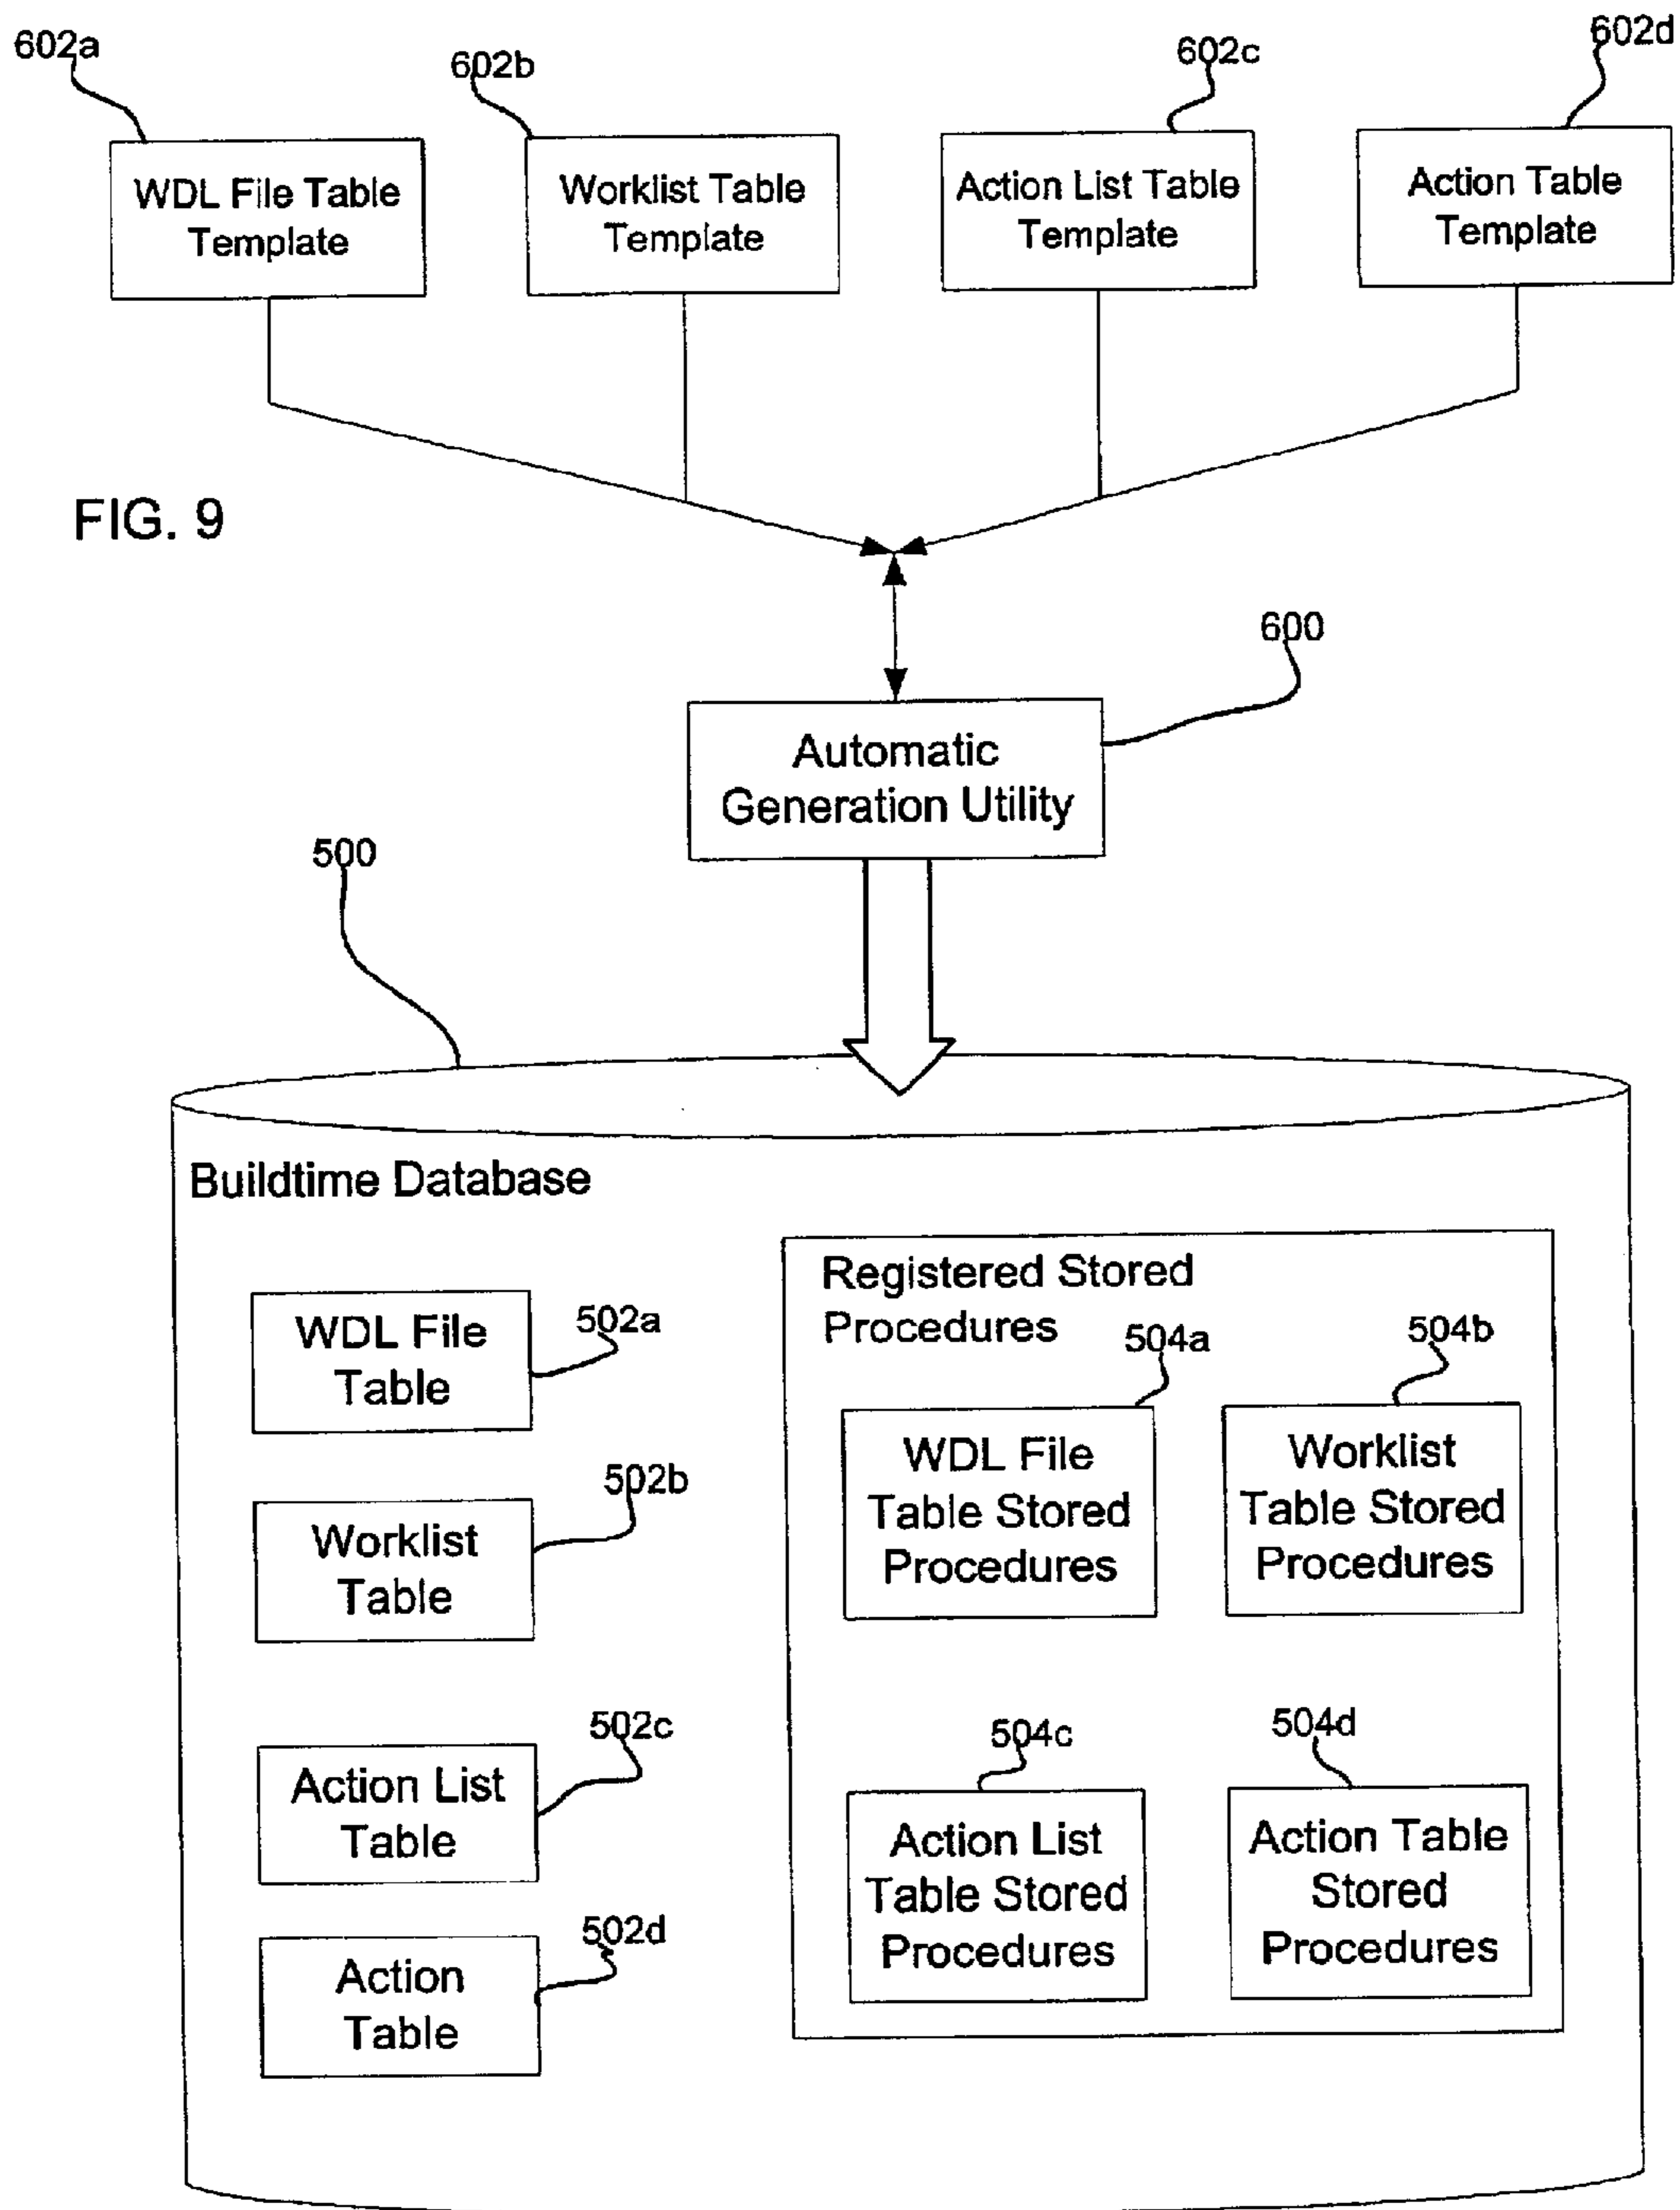 602a
602b
602c
602d
WDL File Table
Template
Worklist Table
Template
Action List Table
Template
Action Table
Template
FIG. 9
600
Automatic
Generation Utility
500
Buildtime Database
WDL File
Table
502a
Worklist
Table
502b
Action List
Table
502c
Action
Table
502d
Registered Stored
Procedures
504a
504b
WDL File
Table Stored
Procedures
Worklist
Table Stored
Procedures
504c
504d
Action List
Table Stored
Procedures
Action Table
Stored
Procedures